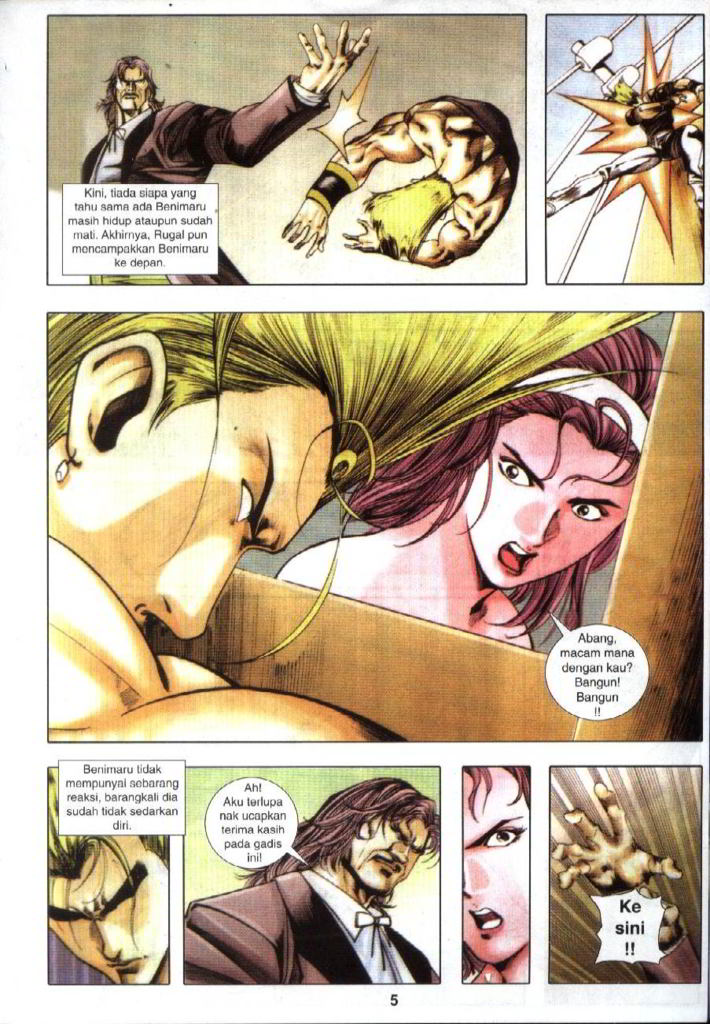 Kini, tiada siapa yang
tahu sama ada Benimaru
masih hidup ataupun sudah
mati. Akhirnya, Rugal pun
mencampakkan Benimaru
ke depan.
Abang,
macam mana
dengan kau?
Bangun!
Bangun
!!
Benimaru tidak
mempunyai sebarang
reaksi, barangkali dia
sudah tidak sedarkan
diri.
Ah!
Aku terlupa
nak ucapkan
terima kasih
pada gadis
ini!
Ke
sini
!!
5